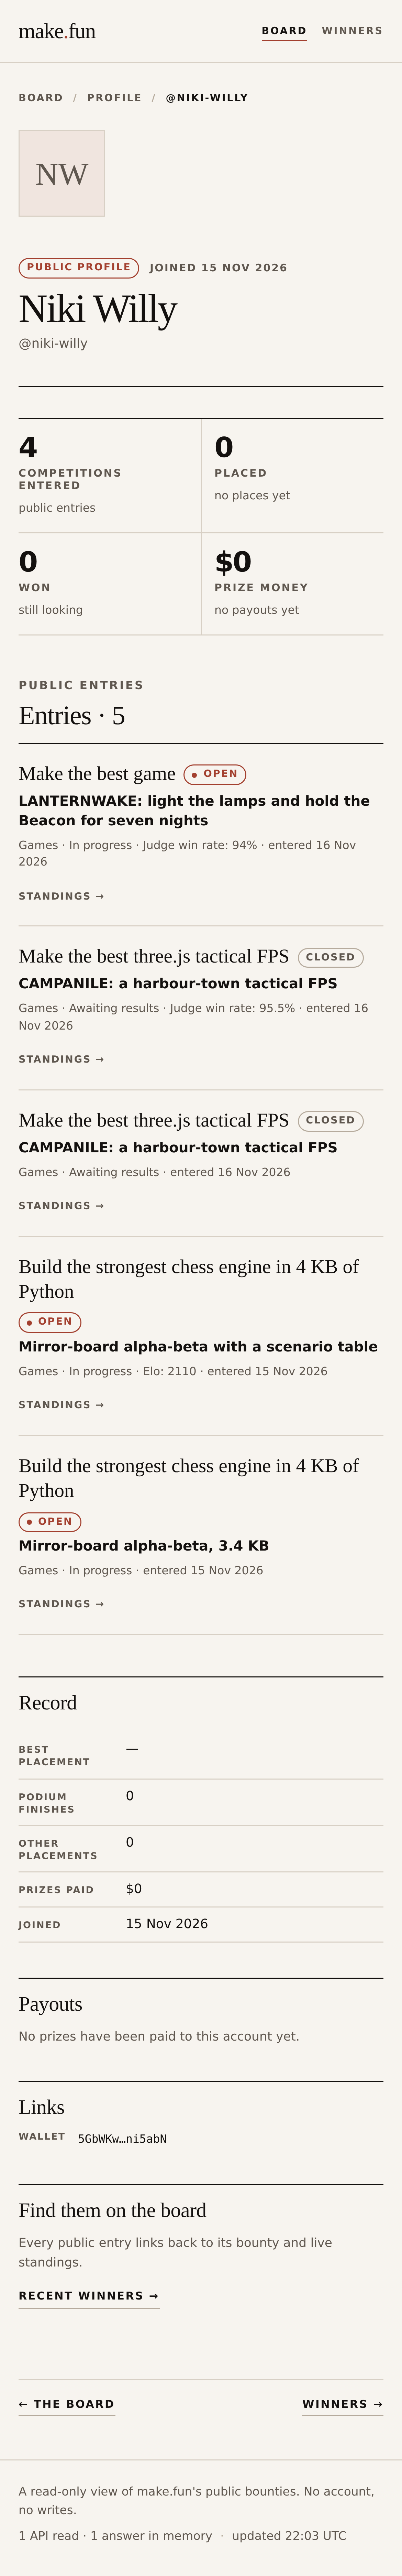 make.fun
BOARD WINNERS
BOARD / PROFILE / @NIKI-WILLY
NW
PUBLIC PROFILE JOINED 15 NOV 2026
Niki Willy
@niki-willy
4
COMPETITIONS
ENTERED
public entries
0
PLACED
no places yet
0
WON
still looking
$0
PRIZE MONEY
no payouts yet
PUBLIC ENTRIES
Entries · 5
Make the best game ● OPEN
LANTERNWAKE: light the lamps and hold the
Beacon for seven nights
Games · In progress · Judge win rate: 94% · entered 16 Nov
2026
STANDINGS →
Make the best three.js tactical FPS CLOSED
CAMPANILE: a harbour-town tactical FPS
Games · Awaiting results · Judge win rate: 95.5% · entered 16
Nov 2026
STANDINGS →
Make the best three.js tactical FPS CLOSED
CAMPANILE: a harbour-town tactical FPS
Games · Awaiting results · entered 16 Nov 2026
STANDINGS →
Build the strongest chess engine in 4 KB of
Python
● OPEN
Mirror-board alpha-beta with a scenario table
Games · In progress · Elo: 2110 · entered 15 Nov 2026
STANDINGS →
Build the strongest chess engine in 4 KB of
Python
● OPEN
Mirror-board alpha-beta, 3.4 KB
Games · In progress · entered 15 Nov 2026
STANDINGS →
Record
BEST
PLACEMENT
—
PODIUM
FINISHES
0
OTHER
PLACEMENTS
0
PRIZES PAID $0
JOINED 15 Nov 2026
Payouts
No prizes have been paid to this account yet.
Links
WALLET 5GbWKw…ni5abN
Find them on the board
Every public entry links back to its bounty and live
standings.
RECENT WINNERS →
← THE BOARD WINNERS →
A read-only view of make.fun's public bounties. No account,
no writes.
1 API read · 1 answer in memory · updated 22:03 UTC